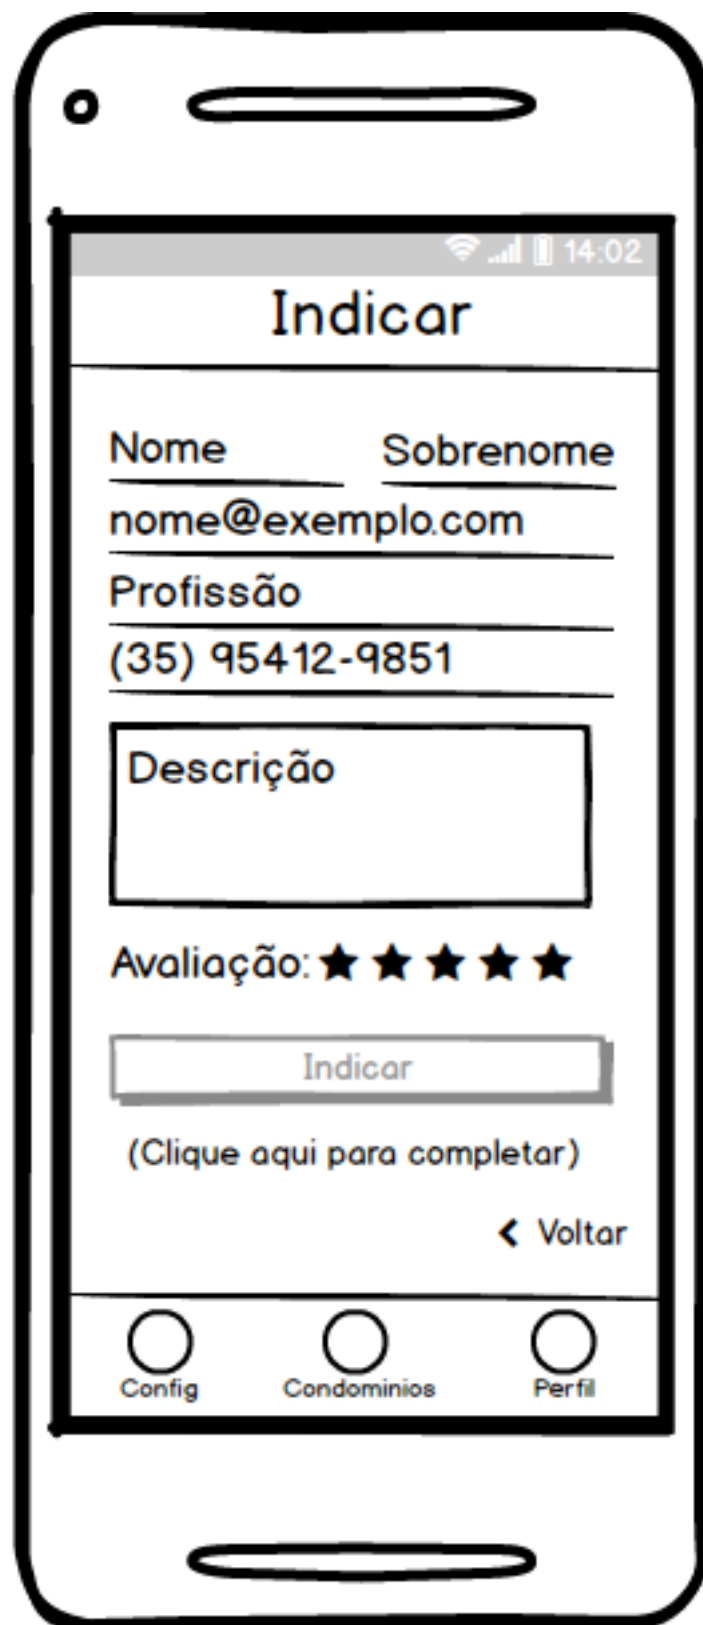 14:02
Indicar
Nome Sobrenome
nome@exemplo.com
Profissão
(35) 95412-9851
Descrição
Avaliação:
Indicar
(Clique aqui para completar)
Voltar
Config Condominios Perfil